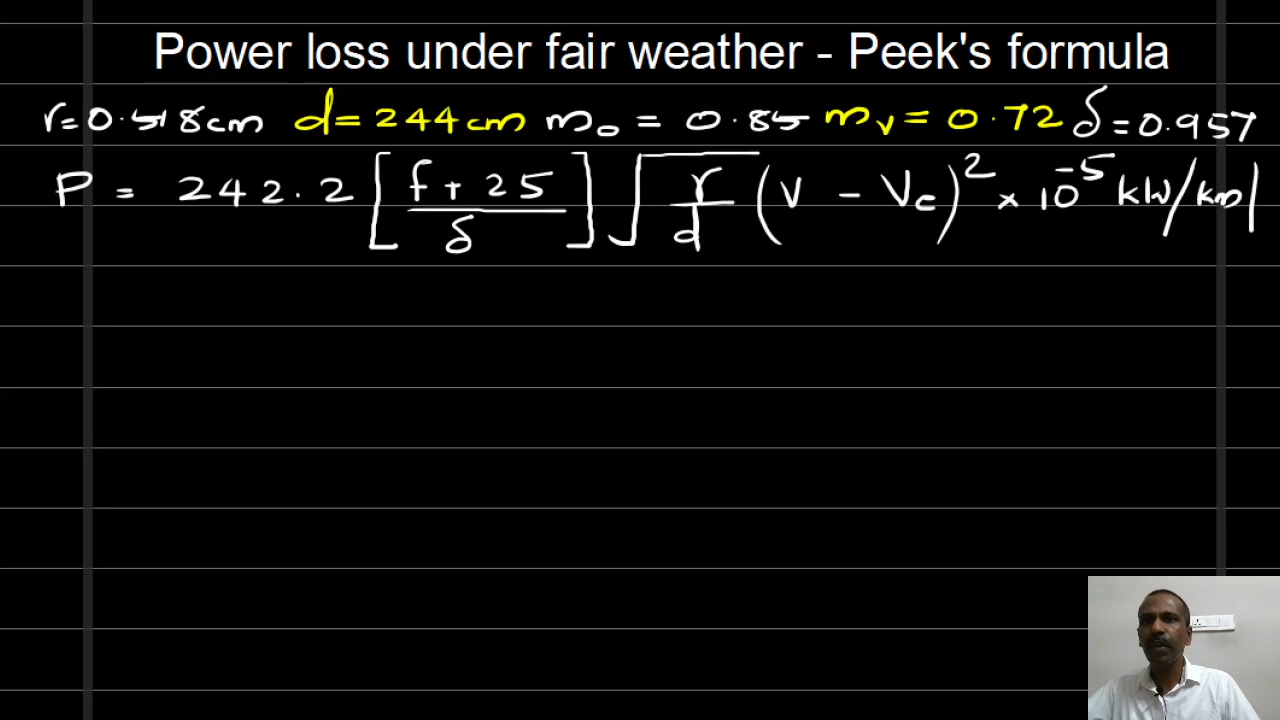 Power loss under fair weather - Peek's formula
r=0.518cm d=244cm m₀ = 0.85 mᵥ = 0.72 δ=0.957
P = 242.2 [f+25/δ] √r/d (V - Vc)² × 10⁻⁵ kW/km/